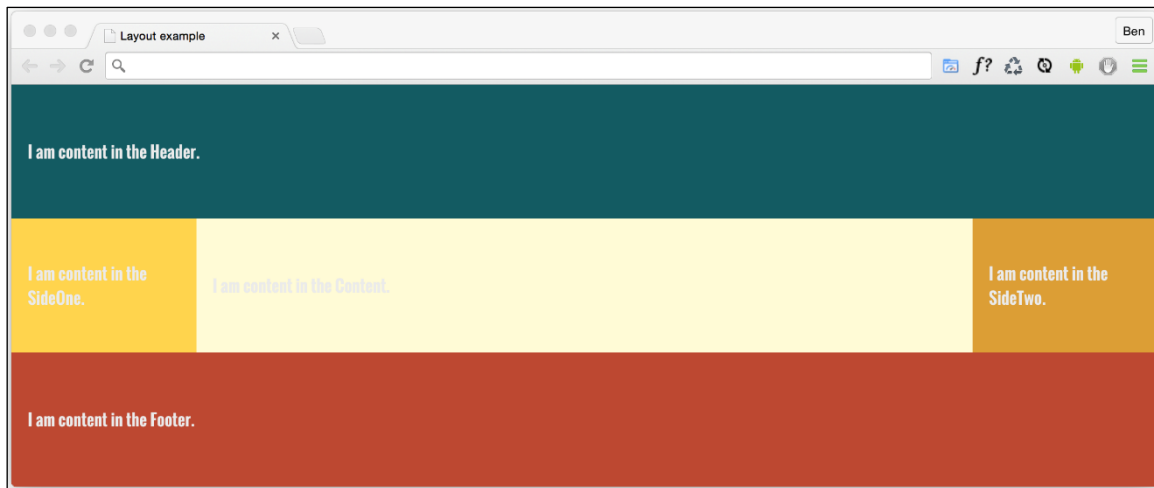 Layout example
Ben
f?
I am content in the Header.
I am content in the
SideOne.
I am content in the Content.
I am content in the
SideTwo.
I am content in the Footer.